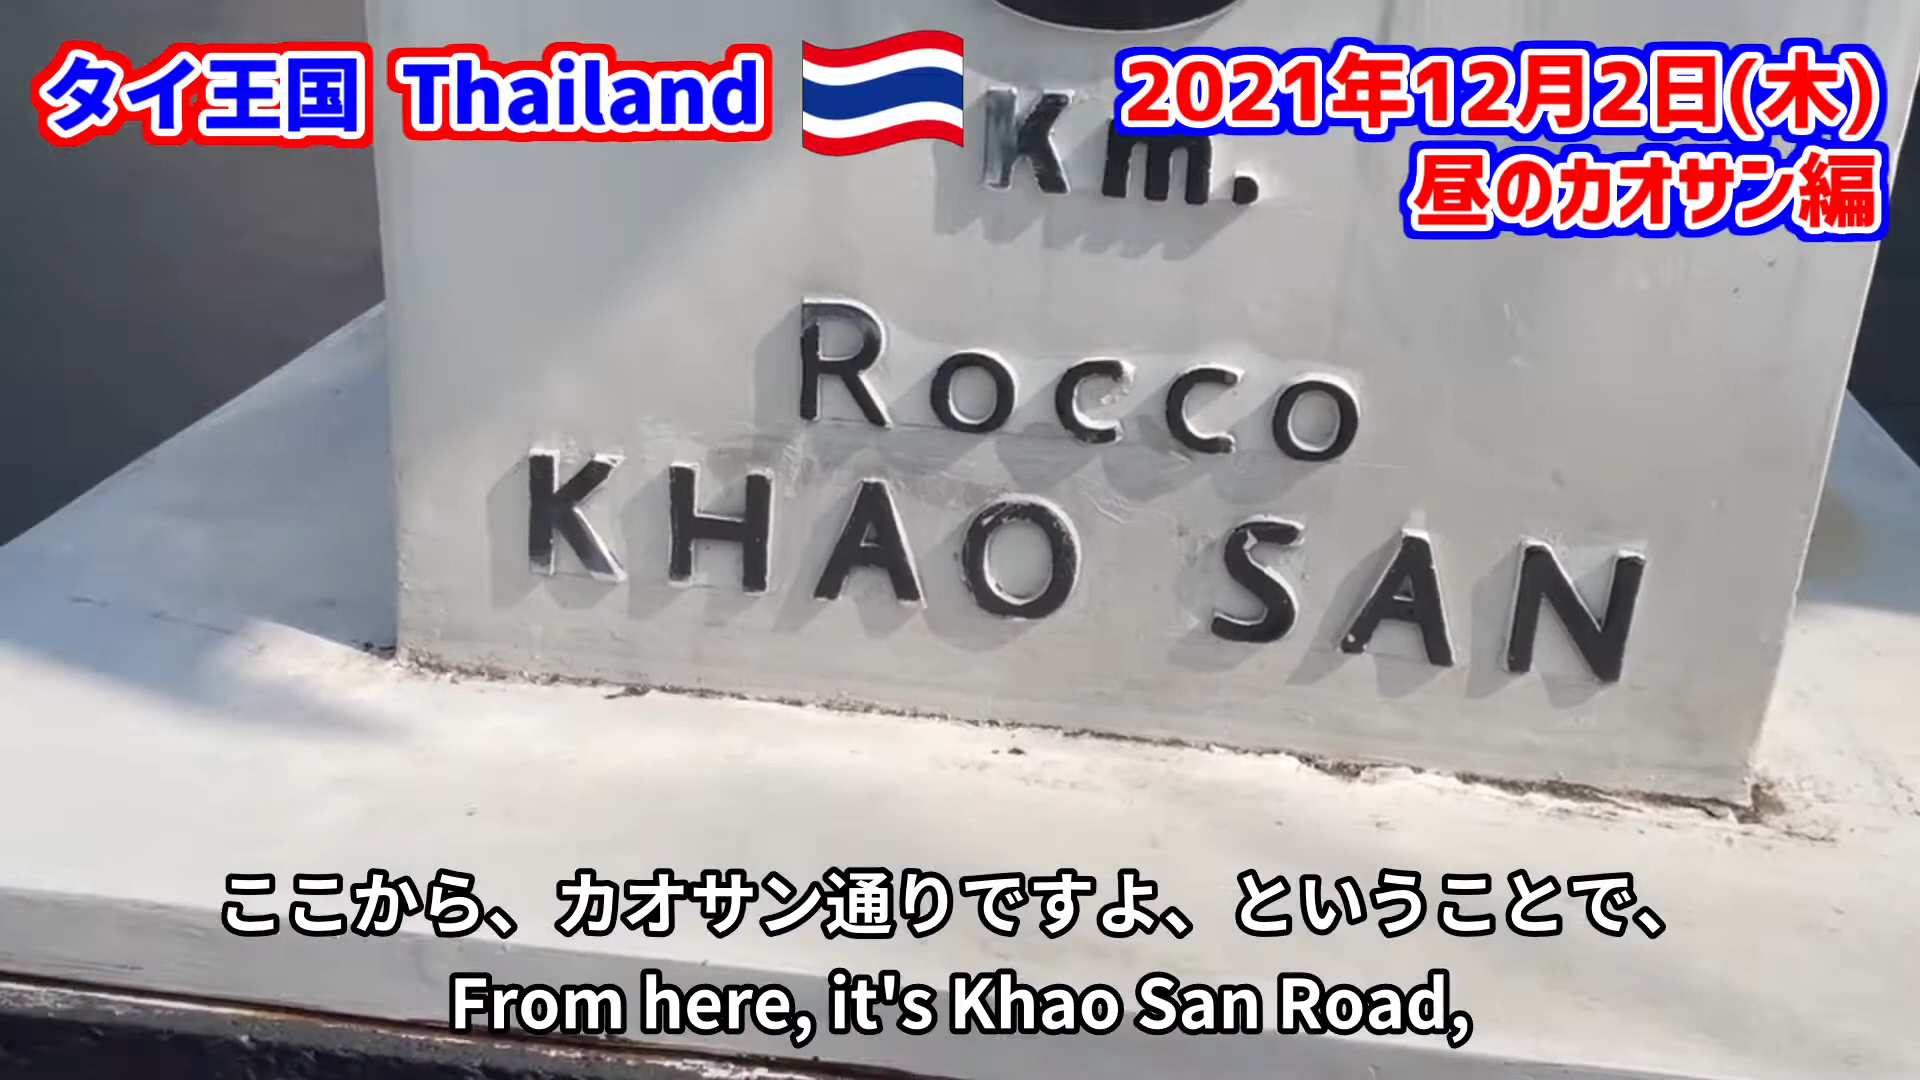 タイ王国 Thailand
2021年12月2日(木)
昼のカオサン編
Km.
Rocco
KHAO SAN
ここから、カオサン通りですよ、ということで、
From here, it's Khao San Road,